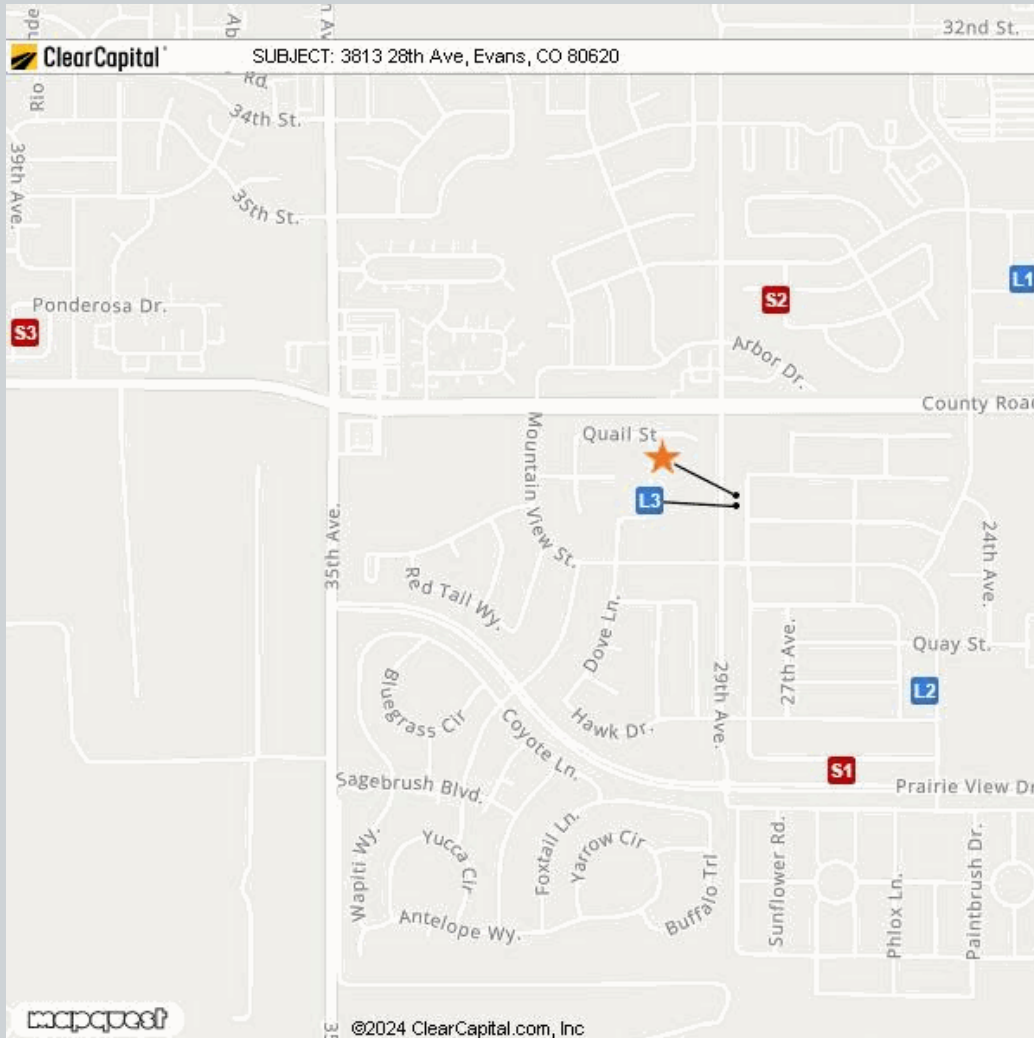 32nd St.
ClearCapital
SUBJECT: 3813 28th Ave, Evans, CO 80620
Rd.
Rio
34th St.
39th Ave.
35th St.
L1
Ponderosa Dr.
S2
S3
Arbor Dr.
County Road
Quail St
Mountain View St.
L3
35th Ave.
24th Ave.
Red Tail Wy.
Dove Ln.
27th Ave.
Quay St.
29th Ave.
L2
Bluegrass Cir
Hawk Dr.
Coyote Ln.
S1
Sagebrush Blvd.
Prairie View Dr
Foxtail Ln.
Yarrow Cir
Yucca Cir
Wapiti Wy.
Buffalo Trl
Sunflower Rd.
Phlox Ln.
Paintbrush Dr.
Antelope Wy.
mapquest
©2024 ClearCapital.com, Inc